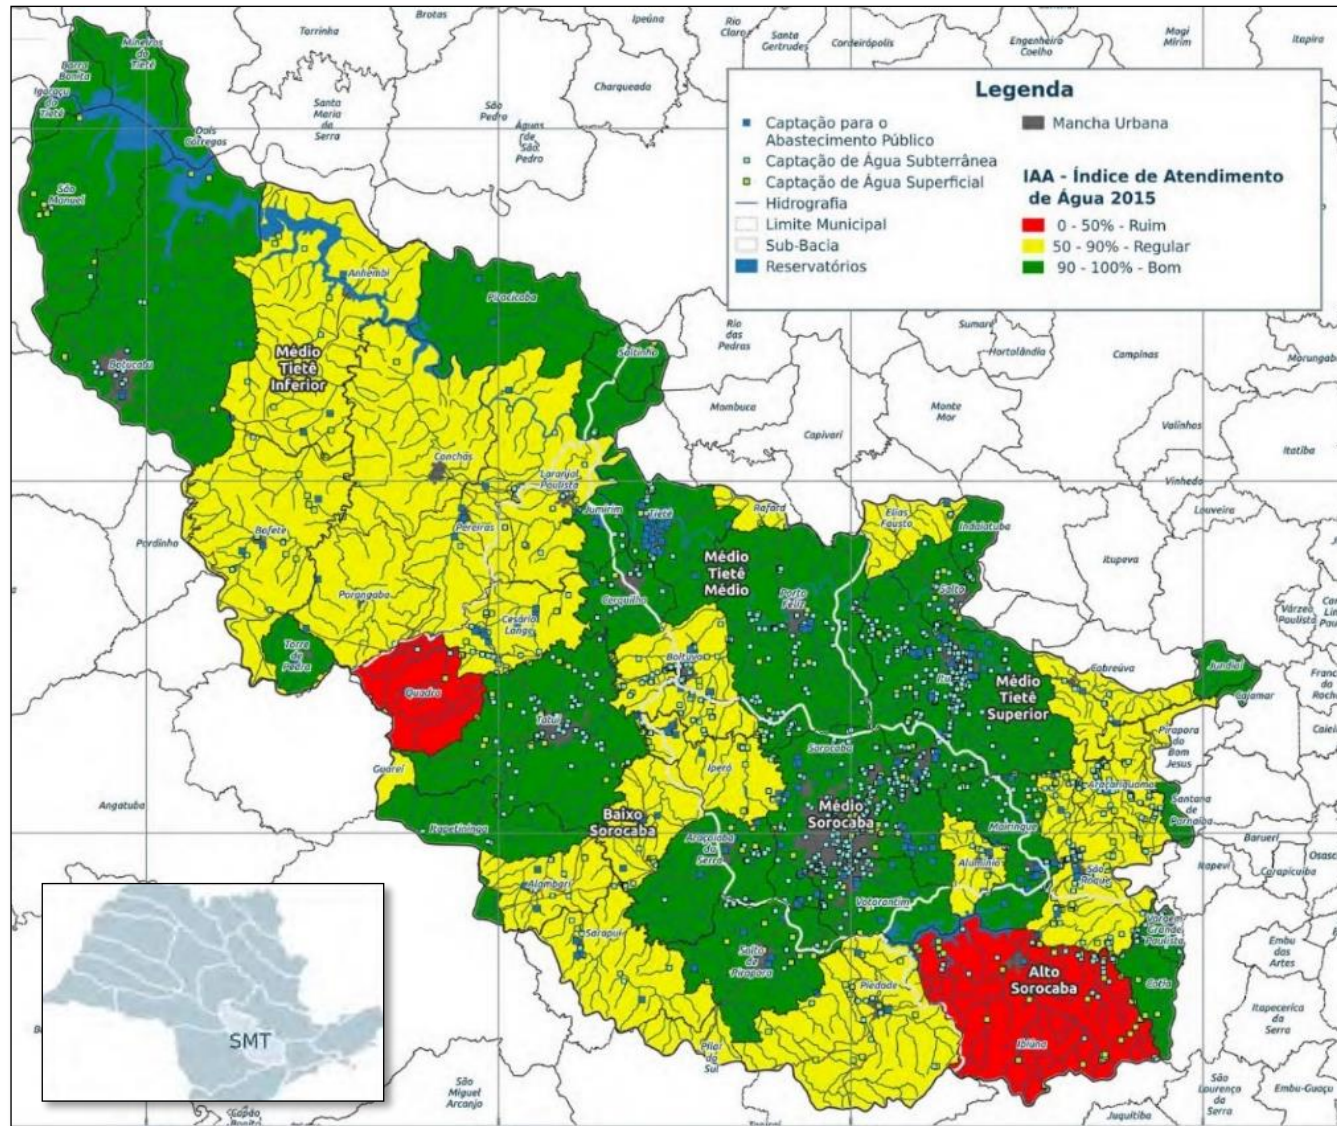 Legenda
Captação para o
Abastecimento Público
Captação de Água Subterrânea
Captação de Água Superficial
Hidrografia
Limite Municipal
Sub-Bacia
Reservatórios
Mancha Urbana
IAA - Índice de Atendimento
de Água 2015
0 - 50% - Ruim
50 - 90% - Regular
90 - 100% - Bom
Brotas
Torrinha
Ipeúna
Rio
Claro
Santa
Gertrudes
Cordeirópolis
Engenheiro
Coelho
Mogi
Mirim
Itapira
Charqueada
Mineiros
do
Tietê
Barra
Bonita
Igaraçu
do
Tietê
Dois
Córregos
Santa
Maria
da
Serra
São
Pedro
Águas
de
São
Pedro
São
Manuel
Anhembi
Piracicaba
Saltinho
Rio
das
Pedras
Sumaré
Hortolândia
Campinas
Botucatu
Médio
Tietê
Inferior
Mombuca
Capivari
Monte
Mor
Valinhos
Itatiba
Vinhedo
Louveira
Conchas
Laranjal
Paulista
Jumirim
Tietê
Rafard
Elias
Fausto
Indaiatuba
Itupeva
Pardinho
Bofete
Pereiras
Porangaba
Cesário
Lange
Cerquilho
Médio
Tietê
Médio
Porto
Feliz
Salto
Várzea
Paulista
Torre
de
Pedra
Quadra
Boituva
Itu
Médio
Tietê
Superior
Cabreúva
Jundiaí
Cajamar
Tatuí
Sorocaba
Pirapora
do
Bom
Jesus
Guareí
Iperó
Araçariguama
Santana
de
Parnaíba
Angatuba
Itapetininga
Baixo
Sorocaba
Médio
Sorocaba
Araçoiaba
da
Serra
Mairinque
Alumínio
São
Roque
Barueri
Itapevi
Carapicuiba
Alambari
Votorantim
Vargem
Grande
Paulista
Sarapuí
Salto
de
Pirapora
Piedade
Alto
Sorocaba
Cotia
Embu
das
Artes
Itapecerica
da
Serra
Ibiúna
Pilar
do
Sul
SMT
São
Miguel
Arcanjo
Capão
Bonito
Juquitiba
São
Lourenço
da
Serra
Embu-Guaçu